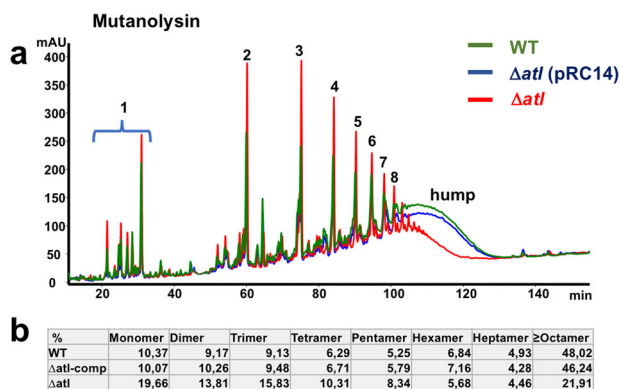 Mutanolysin
a
mAU
400
350
300
250
200
150
100
50
0
1
2
3
4
5
6
7
8
hump
WT
Δatl (pRC14)
Δatl
20 40 60 80 100 120 140 min
b
% Monomer Dimer Trimer Tetramer Pentamer Hexamer Heptamer ≥Octamer
WT 10,37 9,17 9,13 6,29 5,25 6,84 4,93 48,02
Δatl-comp 10,07 10,26 9,48 6,71 5,79 7,16 4,28 46,24
Δatl 19,66 13,81 15,83 10,31 8,34 5,68 4,46 21,91